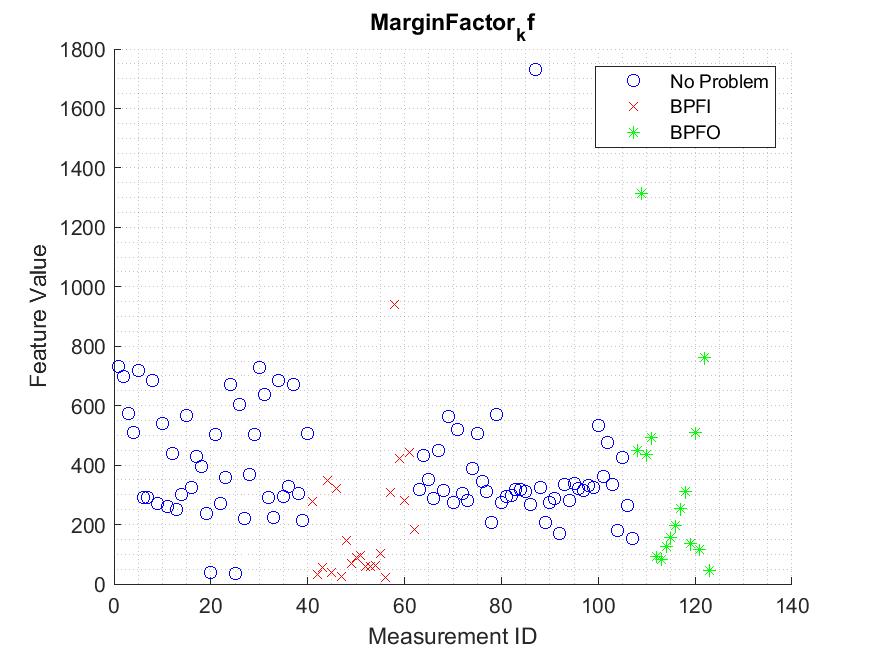 MarginFactor_kf
1800
1600
1400
1200
1000
800
600
400
200
0
Feature Value
No Problem
BPFI
BPFO
0 20 40 60 80 100 120 140
Measurement ID